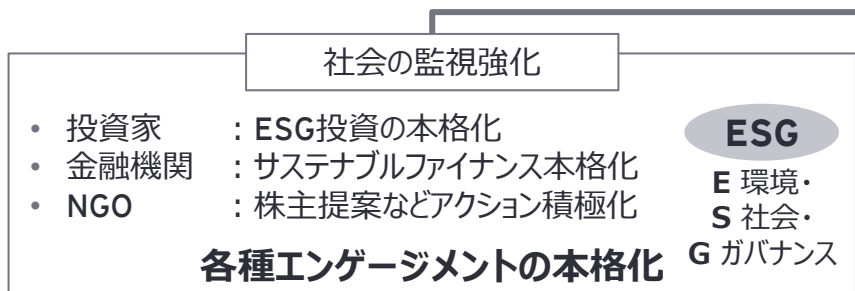 社会の監視強化
• 投資家 : ESG投資の本格化
• 金融機関 : サステナブルファイナンス本格化
• NGO : 株主提案などアクション積極化
各種エンゲージメントの本格化
ESG
E 環境・
S 社会・
G ガバナンス